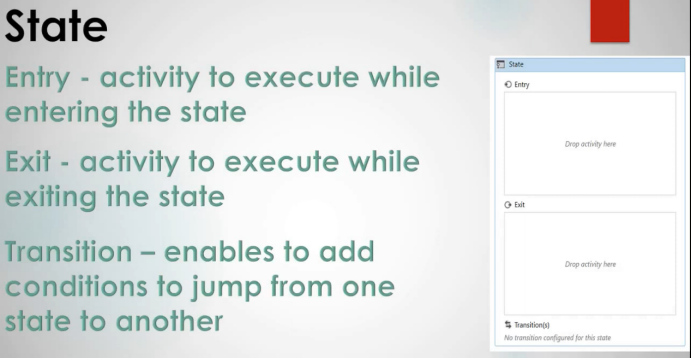 State
Entry - activity to execute while
entering the state
Exit - activity to execute while
exiting the state
Transition – enables to add
conditions to jump from one
state to another
State
Entry
Drop activity here
Exit
Drop activity here
Transition(s)
No transition configured for this state